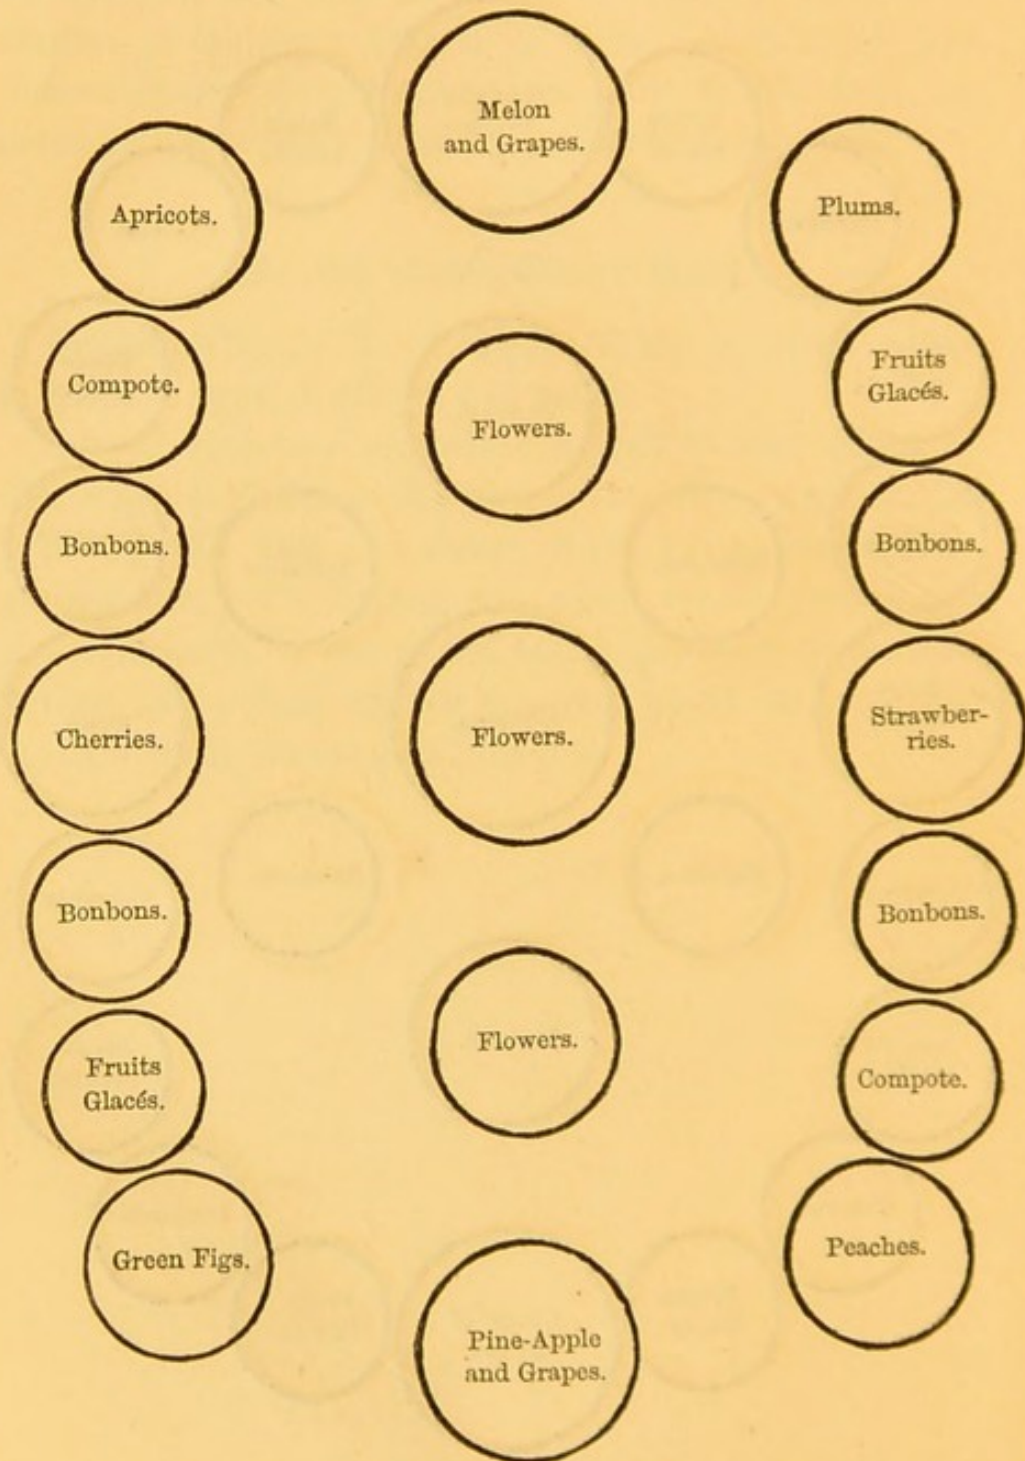 Melon
and Grapes.
Apricots.
Plums.
Compote.
Fruits
Glacés.
Flowers.
Bonbons.
Bonbons.
Cherries.
Flowers.
Strawber-
ries.
Bonbons.
Bonbons.
Flowers.
Fruits
Glacés.
Compote.
Green Figs.
Peaches.
Pine-Apple
and Grapes.